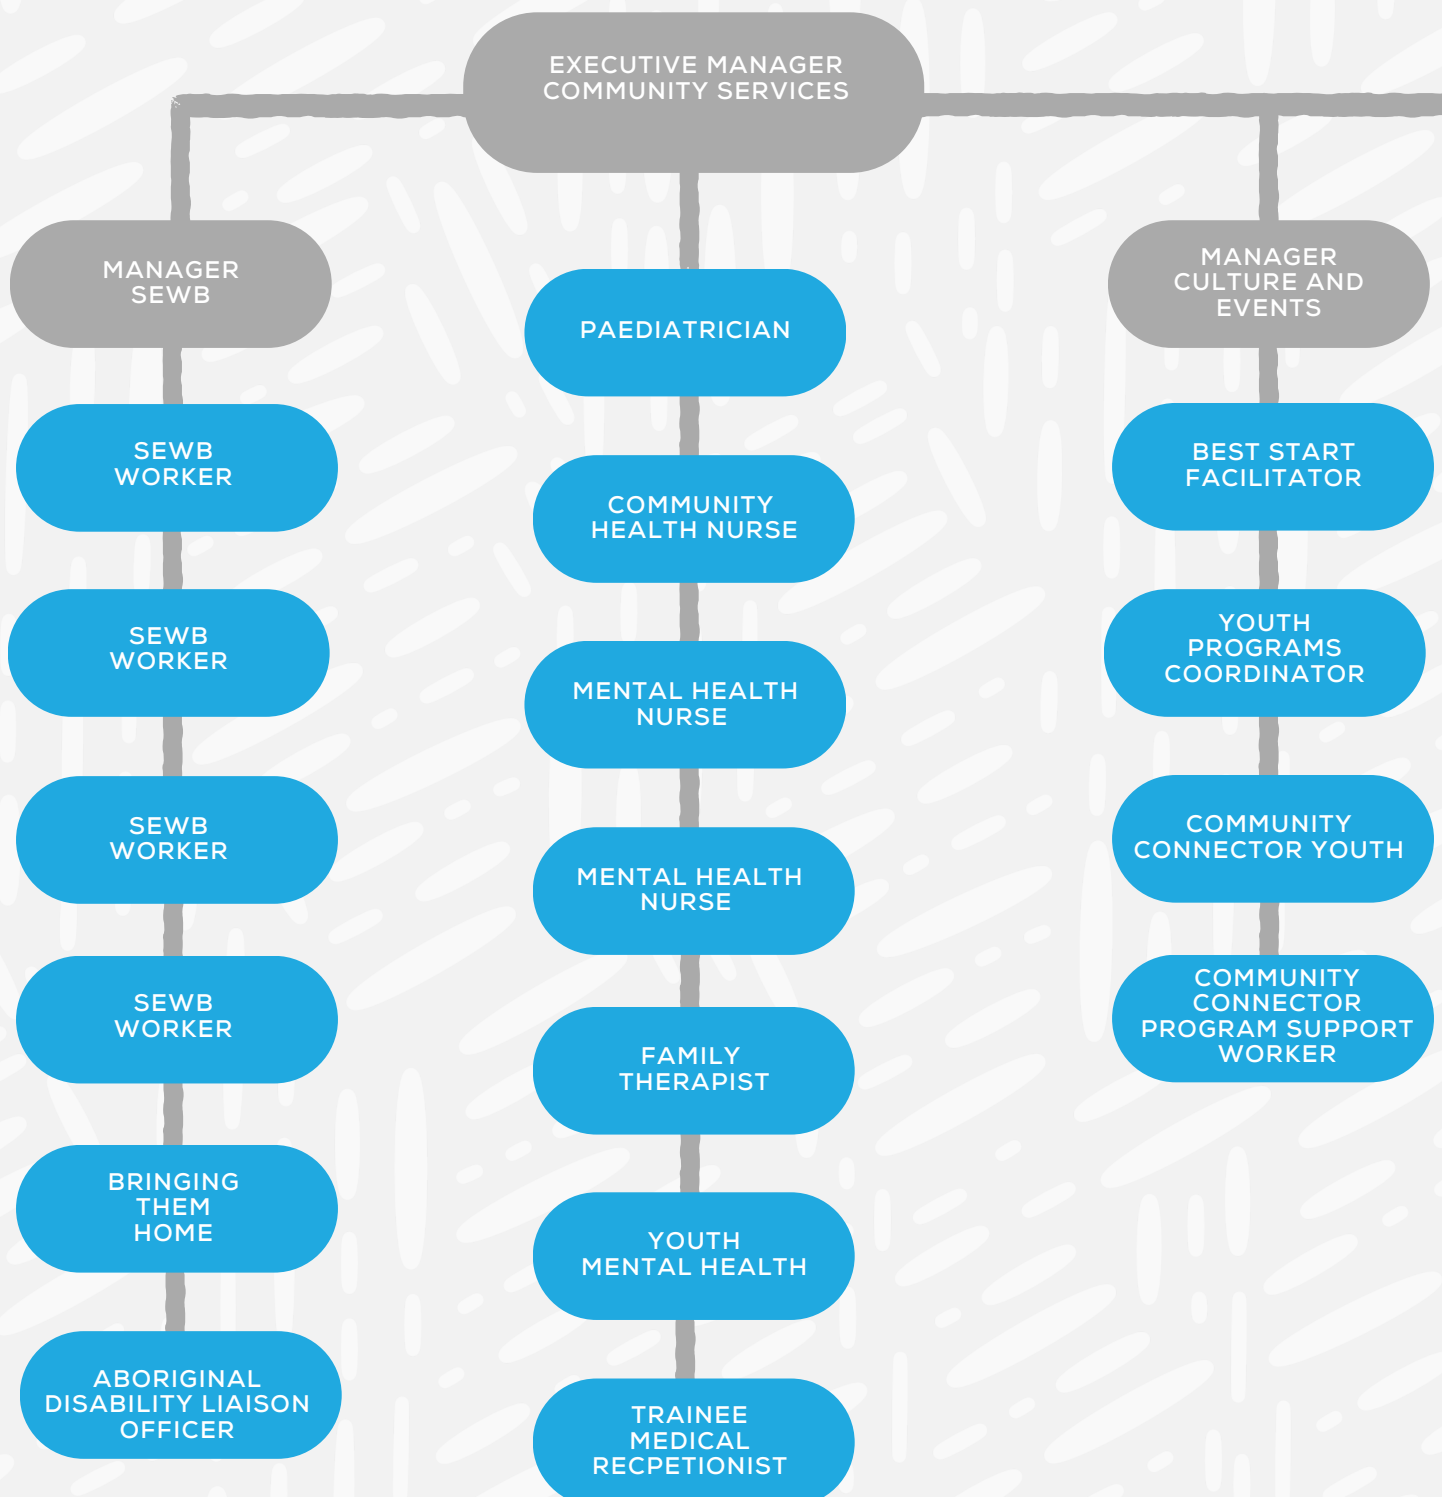 EXECUTIVE MANAGER
COMMUNITY SERVICES
MANAGER
SEWB
SEWB
WORKER
SEWB
WORKER
SEWB
WORKER
SEWB
WORKER
BRINGING
THEM
HOME
ABORIGINAL
DISABILITY LIAISON
OFFICER
PAEDIATRICIAN
COMMUNITY
HEALTH NURSE
MENTAL HEALTH
NURSE
MENTAL HEALTH
NURSE
FAMILY
THERAPIST
YOUTH
MENTAL HEALTH
TRAINEE
MEDICAL
RECPETIONIST
MANAGER
CULTURE AND
EVENTS
BEST START
FACILITATOR
YOUTH
PROGRAMS
COORDINATOR
COMMUNITY
CONNECTOR YOUTH
COMMUNITY
CONNECTOR
PROGRAM SUPPORT
WORKER